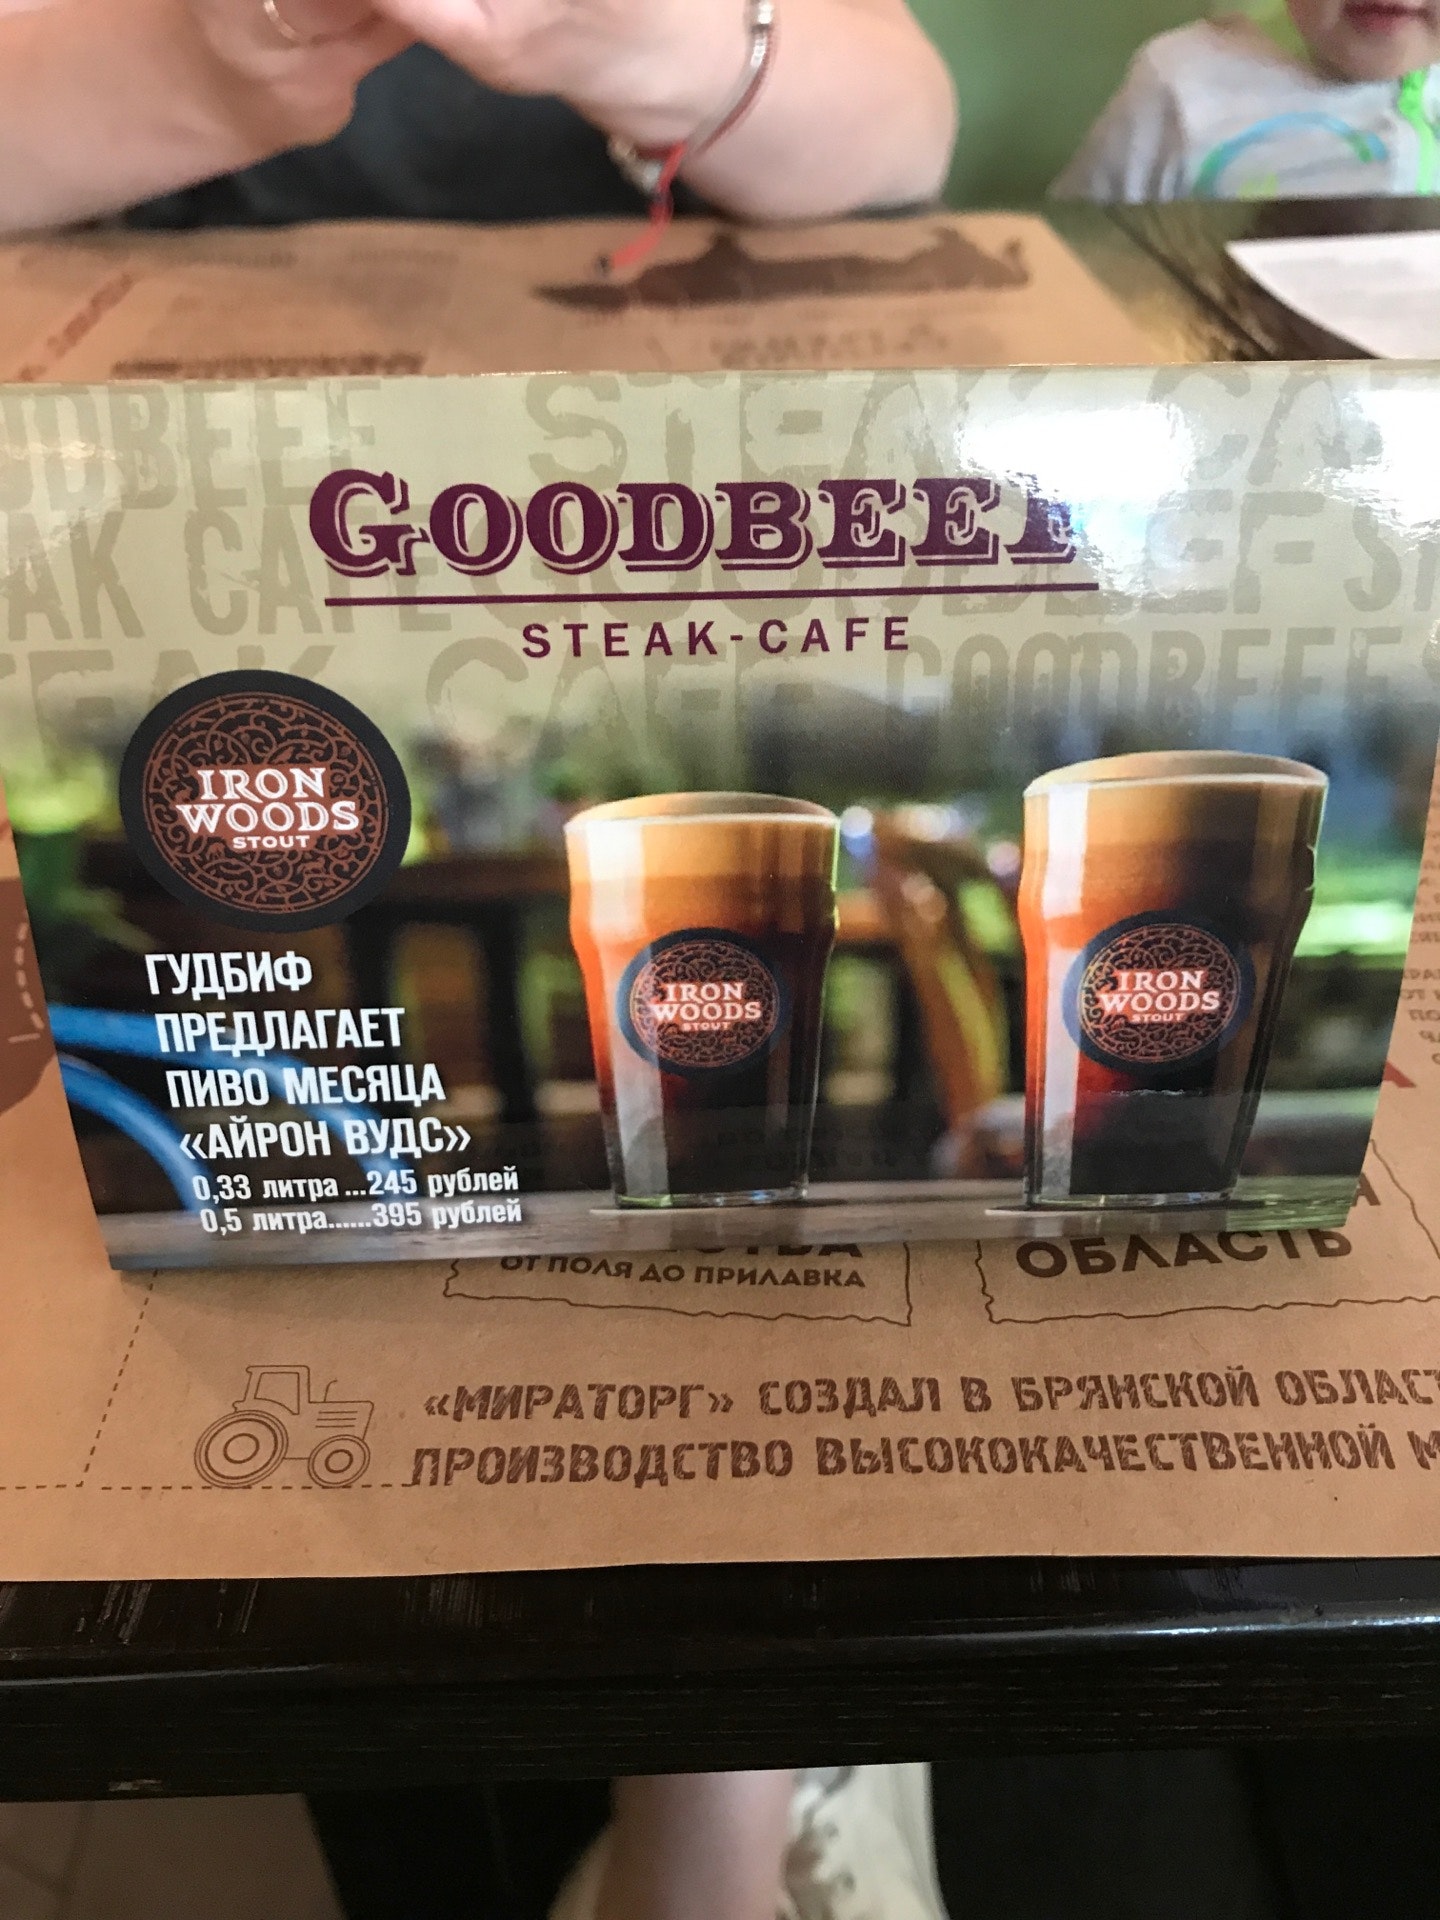 GOODBEEF
STEAK-CAFE
IRON
WOODS
STOUT
IRON
WOODS
STOUT
IRON
WOODS
STOUT
ГУДБИФ
ПРЕДЛАГАЕТ
ПИВО МЕСЯЦА
«АЙРОН ВУДС»
0,33 литра...245 рублей
0,5 литра......395 рублей
ОТ ПОЛЯ ДО ПРИЛАВКА
ОБЛАСТЬ
«МИРАТОРГ» СОЗДАЛ В БРЯНСКОЙ ОБЛАСТ
ПРОИЗВОДСТВО ВЫСОКОКАЧЕСТВЕННОЙ М